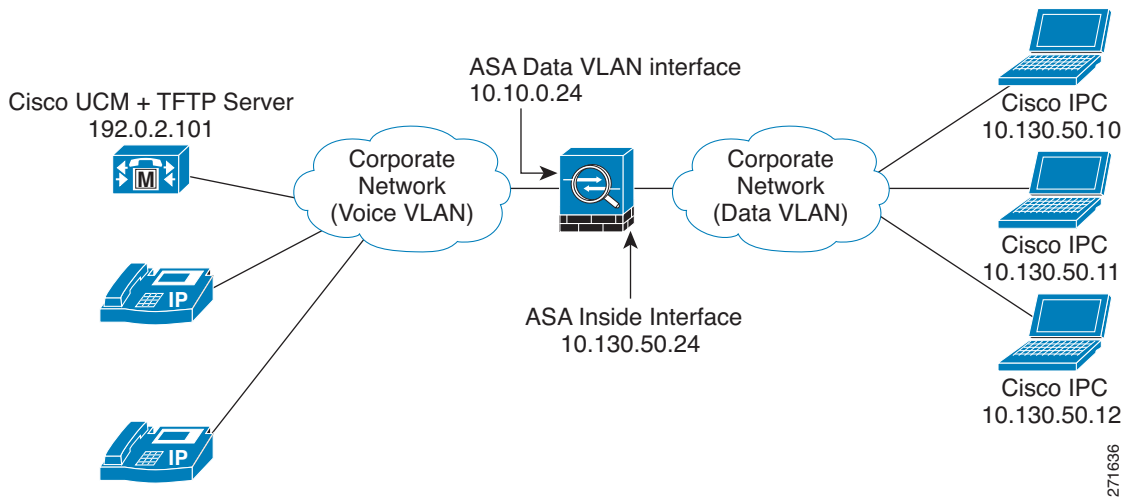 ASA Data VLAN interface
10.10.0.24
Cisco UCM + TFTP Server
192.0.2.101
M
IP
IP
Corporate
Network
(Voice VLAN)
Corporate
Network
(Data VLAN)
ASA Inside Interface
10.130.50.24
Cisco IPC
10.130.50.10
Cisco IPC
10.130.50.11
Cisco IPC
10.130.50.12
271636